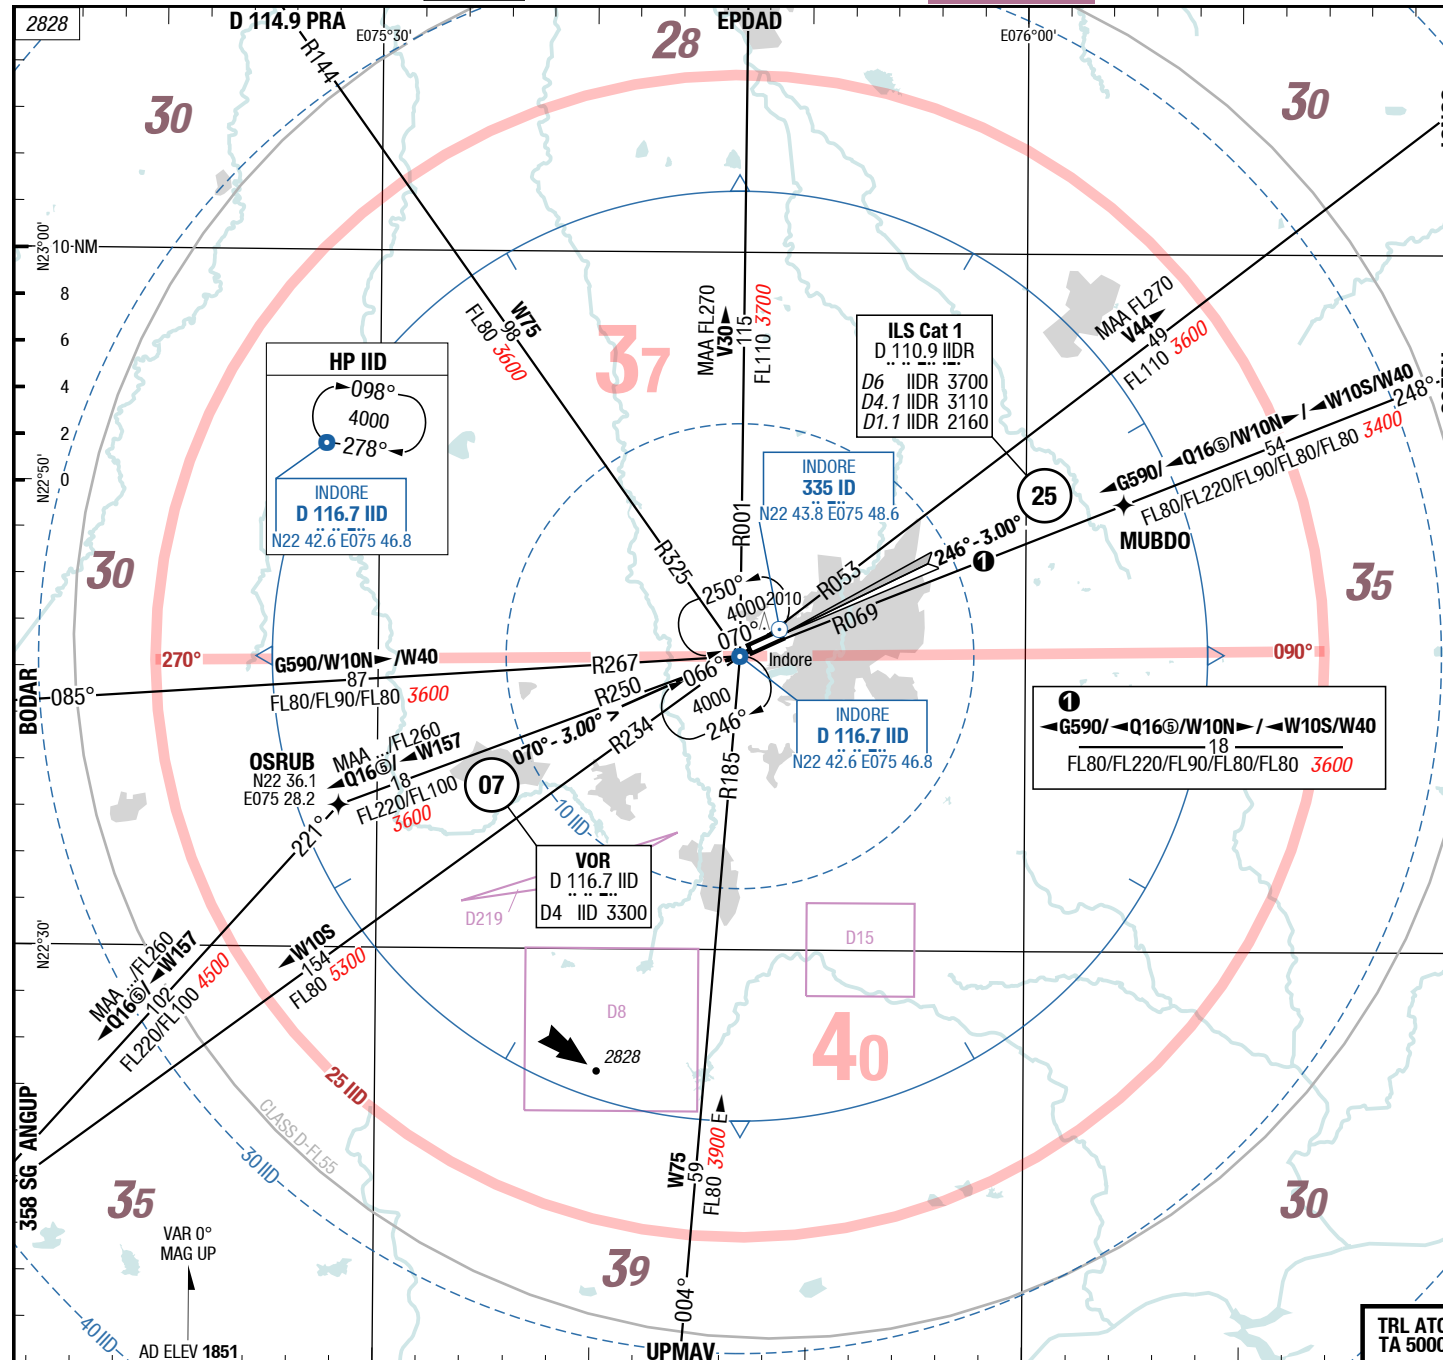 2828
D 114.9 PRA
EPDAD
E075°30'
E076°00'
28
30
30
R144
N23°00'
10 NM
8
6
4
2
0
N22°50'
W75
98
FL80 3600
37
MAA FL270
V30
115
FL110 3700
MAA FL270
V44
49
FL110 3600
HP IID
098°
4000
278°
INDORE
D 116.7 IID
N22 42.6 E075 46.8
ILS Cat 1
D 110.9 IIDR
D6 IIDR 3700
D4.1 IIDR 3110
D1.1 IIDR 2160
G590/ Q16⑤/W10N / W10S/W40
248°
54
FL80/FL220/FL90/FL80/FL80 3400
INDORE
335 ID
N22 43.8 E075 48.6
25
MUBDO
R001
R325
R053
R069
246°- 3.00°
❶
30
35
250°
4000
2010
070°
Indore
270°
090°
G590/W10N /W40
87
FL80/FL90/FL80 3600
R267
085°
BODAR
R250
R234
066°
4000
246°
R185
INDORE
D 116.7 IID
N22 42.6 E075 46.8
❶
G590/ Q16⑤/W10N / W10S/W40
18
FL80/FL220/FL90/FL80/FL80 3600
OSRUB
N22 36.1
E075 28.2
MAA .../FL260
Q16⑤/ W157
18
FL220/FL100
3600
070°- 3.00° >
07
221°
10 IID
VOR
D 116.7 IID
D4 IID 3300
D219
D15
D8
2828
N22°30'
MAA .../FL260
Q16⑤/ W157
102
FL220/FL100 4500
W10S
154
FL80 5300
40
25 IID
CLASS D-FL55
30 IID
358 SG ANGUP
W75
59
FL80 3900 E
35
30
39
VAR 0°
MAG UP
004°
40 IID
AD ELEV 1851
UPMAV
TRL ATC
TA 5000